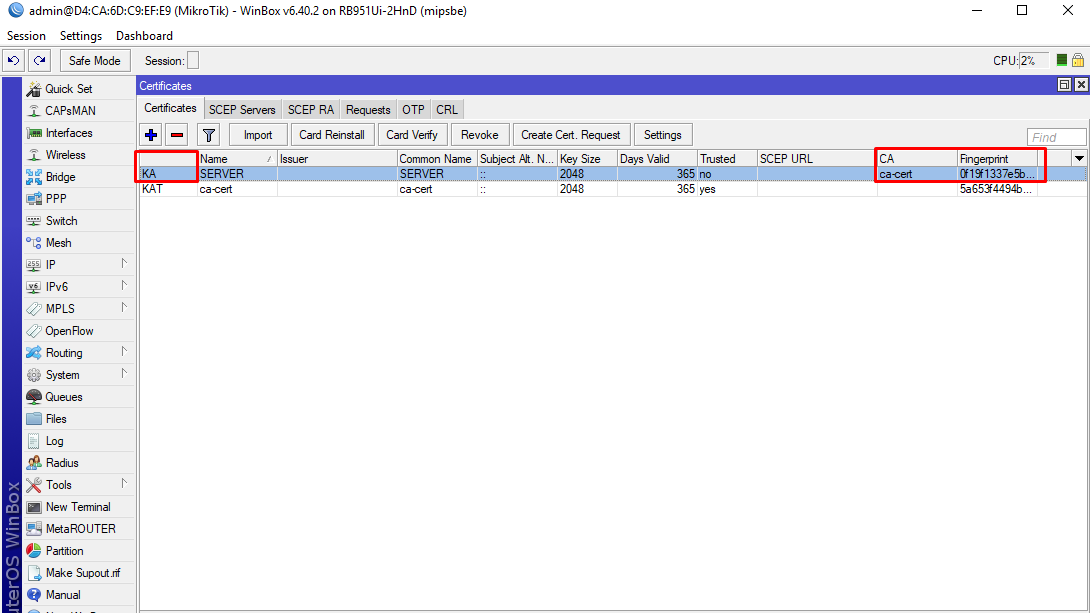 admin@D4:CA:6D:C9:EF:E9 (MikroTik) - WinBox v6.40.2 on RB951Ui-2HnD (mipsbe)
Session Settings Dashboard
Safe Mode Session: CPU: 2%
Quick Set
CAPsMAN
Interfaces
Wireless
Bridge
PPP
Switch
Mesh
IP
IPv6
MPLS
OpenFlow
Routing
System
Queues
Files
Log
Radius
Tools
New Terminal
MetaROUTER
Partition
Make Supout.rif
Manual
uterOS WinBox
Certificates
Certificates SCEP Servers SCEP RA Requests OTP CRL
Import Card Reinstall Card Verify Revoke Create Cert. Request Settings Find
Name / Issuer Common Name Subject Alt. N... Key Size Days Valid Trusted SCEP URL CA Fingerprint
KA SERVER SERVER :: 2048 365 no ca-cert 0f19f1337e5b...
KAT ca-cert ca-cert :: 2048 365 yes 5a653f4494b...